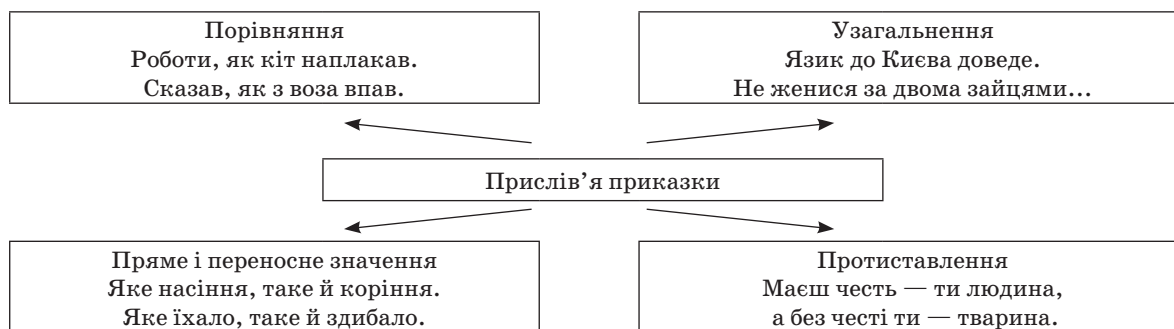 Порівняння
Роботи, як кіт наплакав.
Сказав, як з воза впав.
Узагальнення
Язик до Києва доведе.
Не женися за двома зайцями...
Прислів’я приказки
Пряме і переносне значення
Яке насіння, таке й коріння.
Яке їхало, таке й здибало.
Протиставлення
Маєш честь — ти людина,
а без честі ти — тварина.